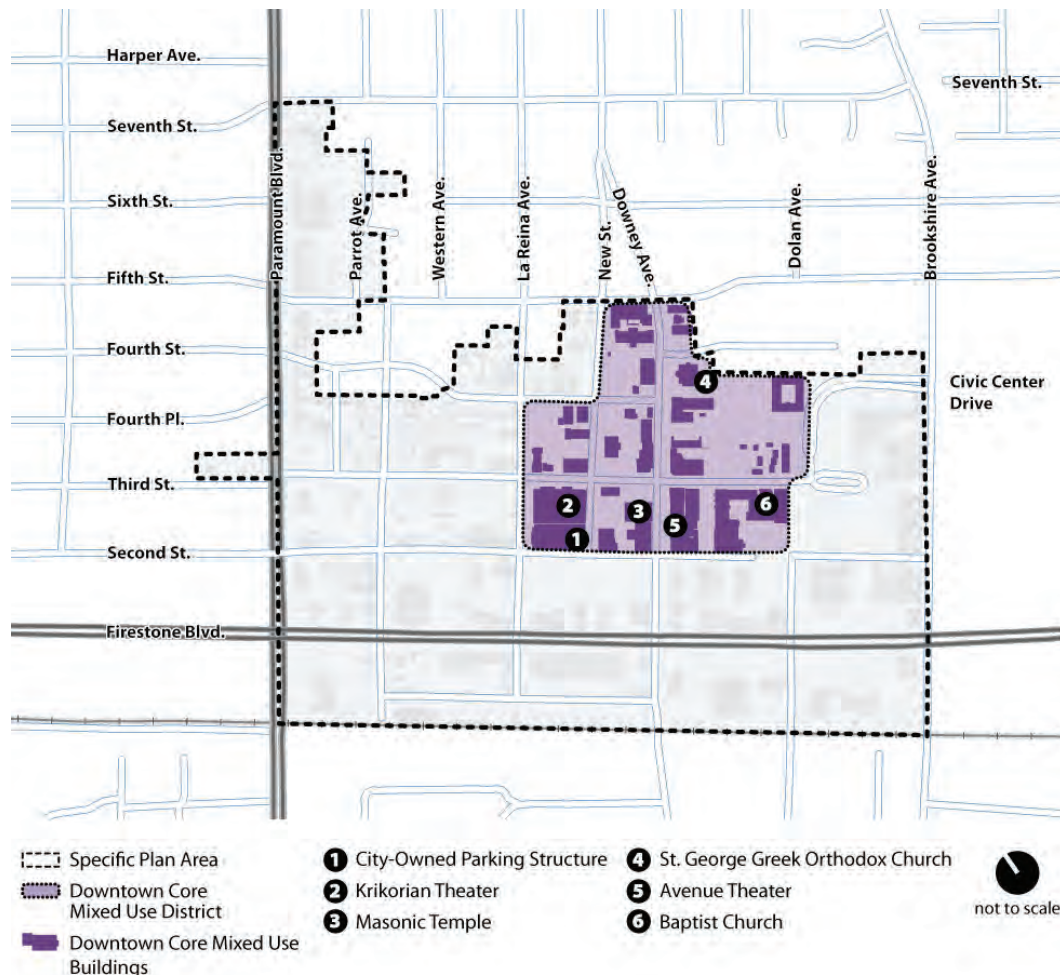 Harper Ave.
Seventh St.
Seventh St.
Sixth St.
Paramount Blvd.
Parrot Ave.
Western Ave.
La Reina Ave.
New St.
Downey Ave.
Dolan Ave.
Brookshire Ave.
Fifth St.
Fourth St.
4
Civic Center
Drive
Fourth Pl.
Third St.
2
3
5
6
1
Second St.
Firestone Blvd.
Specific Plan Area
Downtown Core
Mixed Use District
Downtown Core Mixed Use
Buildings
1 City-Owned Parking Structure
2 Krikorian Theater
3 Masonic Temple
4 St. George Greek Orthodox Church
5 Avenue Theater
6 Baptist Church
not to scale